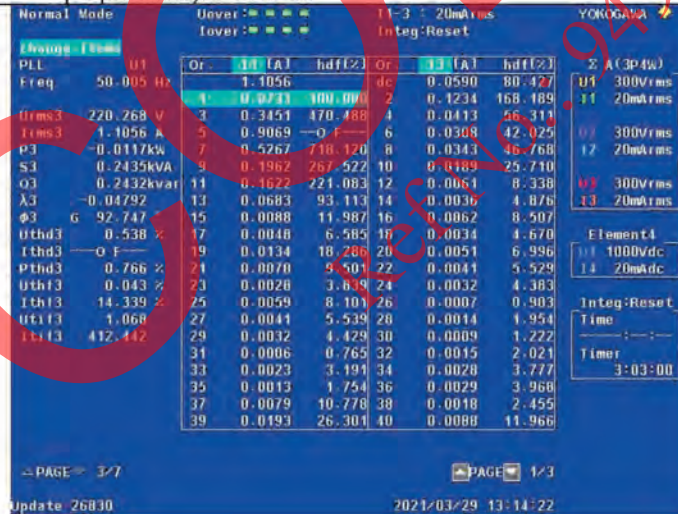 Normal Mode Uover: I1-3 : 20mArms YOKOGAWA
Iover: Integ:Reset
Change Items
PLL U1 Or. I3 [A] hdf[%] Or. I3 [A] hdf[%] Σ A(3P4W)
Freq 50.005 Hz 1.1056 dc 0.0590 80.427 U1 300Vrms
1 0.0733 100.000 2 0.1234 168.189 I1 20mArms
Urms3 220.268 V 3 0.3451 470.488 4 0.0413 56.311
Irms3 1.1056 A 5 0.9069 --O F-- 6 0.0308 42.025 U2 300Vrms
P3 -0.0117kW 7 0.5267 718.120 8 0.0343 46.768 I2 20mArms
S3 0.2435kVA 9 0.1962 267.522 10 0.0189 25.710
Q3 0.2432kvar 11 0.1622 221.083 12 0.0061 8.338 U3 300Vrms
λ3 -0.04792 13 0.0683 93.113 14 0.0036 4.876 I3 20mArms
Φ3 G 92.747 15 0.0088 11.987 16 0.0062 8.507
Uthd3 0.538 % 17 0.0048 6.585 18 0.0034 4.670 Element4
Ithd3 --O F-- 19 0.0134 18.286 20 0.0051 6.996 U4 1000Vdc
Pthd3 0.766 % 21 0.0070 9.501 22 0.0041 5.529 I4 20mAdc
Uthf3 0.043 % 23 0.0028 3.839 24 0.0032 4.383
Ithf3 14.339 % 25 0.0059 8.101 26 0.0007 0.903 Integ:Reset
Utif3 1.068 27 0.0041 5.539 28 0.0014 1.954 Time
Itif3 412.442 29 0.0032 4.429 30 0.0009 1.222 --:--:--
31 0.0006 0.765 32 0.0015 2.021 Timer
33 0.0023 3.191 34 0.0028 3.777 3:03:00
35 0.0013 1.754 36 0.0029 3.968
37 0.0079 10.778 38 0.0018 2.455
39 0.0193 26.301 40 0.0088 11.966
PAGE 3/7 PAGE 1/3
Update 26830 2021/03/29 13:14:22
Ref No.: